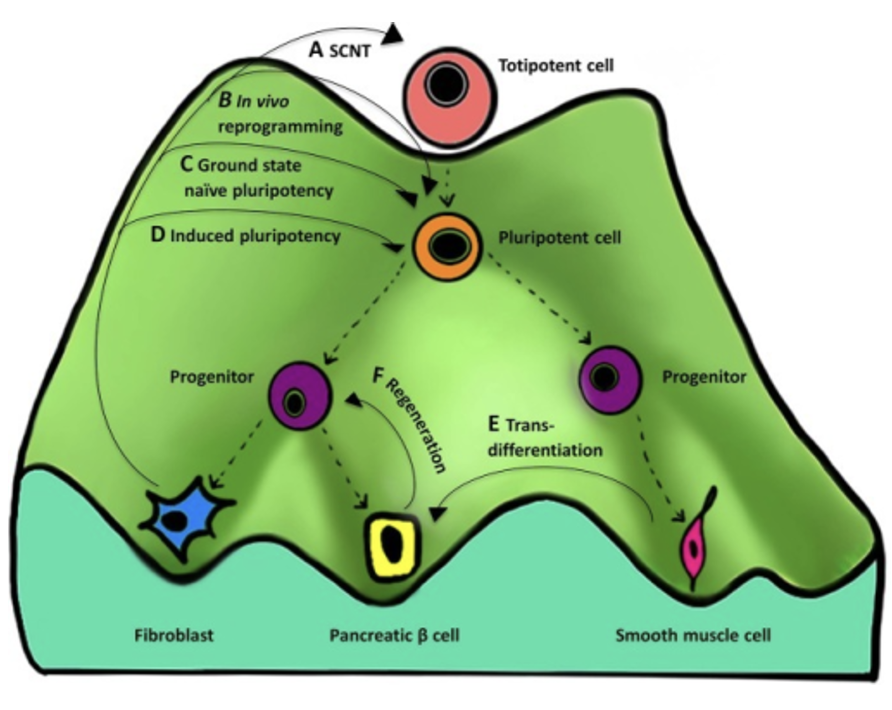 A SCNT
Totipotent cell
B In vivo
reprogramming
C Ground state
naïve pluripotency
D Induced pluripotency
Pluripotent cell
Progenitor
F Regeneration
Progenitor
E Trans-
differentiation
Fibroblast
Pancreatic β cell
Smooth muscle cell